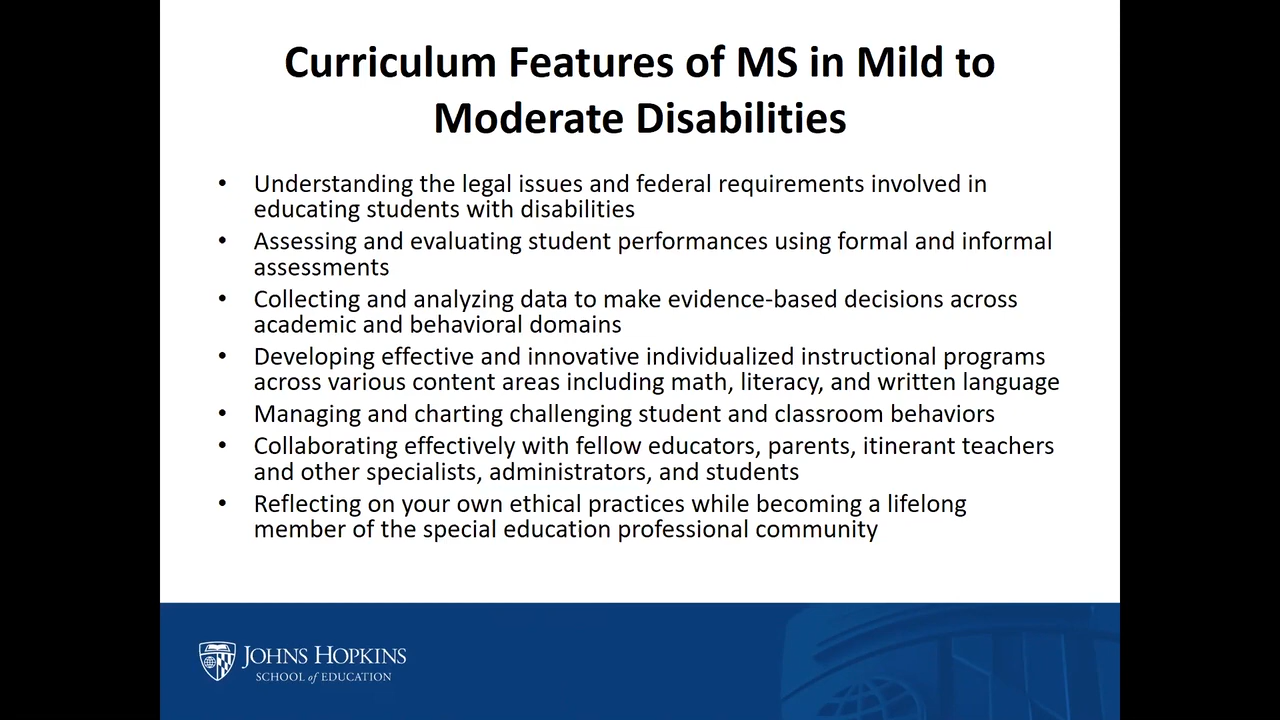 Curriculum Features of MS in Mild to
Moderate Disabilities
• Understanding the legal issues and federal requirements involved in
educating students with disabilities
• Assessing and evaluating student performances using formal and informal
assessments
• Collecting and analyzing data to make evidence-based decisions across
academic and behavioral domains
• Developing effective and innovative individualized instructional programs
across various content areas including math, literacy, and written language
• Managing and charting challenging student and classroom behaviors
• Collaborating effectively with fellow educators, parents, itinerant teachers
and other specialists, administrators, and students
• Reflecting on your own ethical practices while becoming a lifelong
member of the special education professional community
JOHNS HOPKINS
SCHOOL of EDUCATION